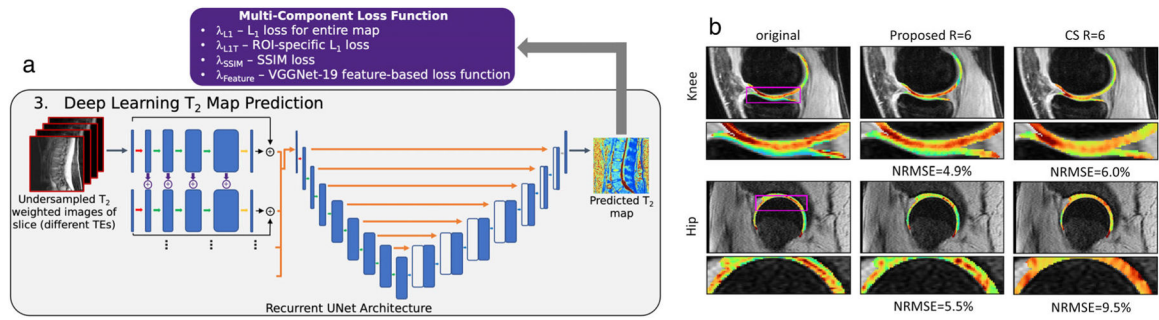 a
Multi-Component Loss Function
• λL1 – L1 loss for entire map
• λL1T – ROI-specific L1 loss
• λSSIM – SSIM loss
• λFeature – VGGNet-19 feature-based loss function
3. Deep Learning T2 Map Prediction
Undersampled T2
weighted images of
slice (different TEs)
Predicted T2
map
Recurrent UNet Architecture
b
original
Proposed R=6
CS R=6
Knee
NRMSE=4.9%
NRMSE=6.0%
Hip
NRMSE=5.5%
NRMSE=9.5%